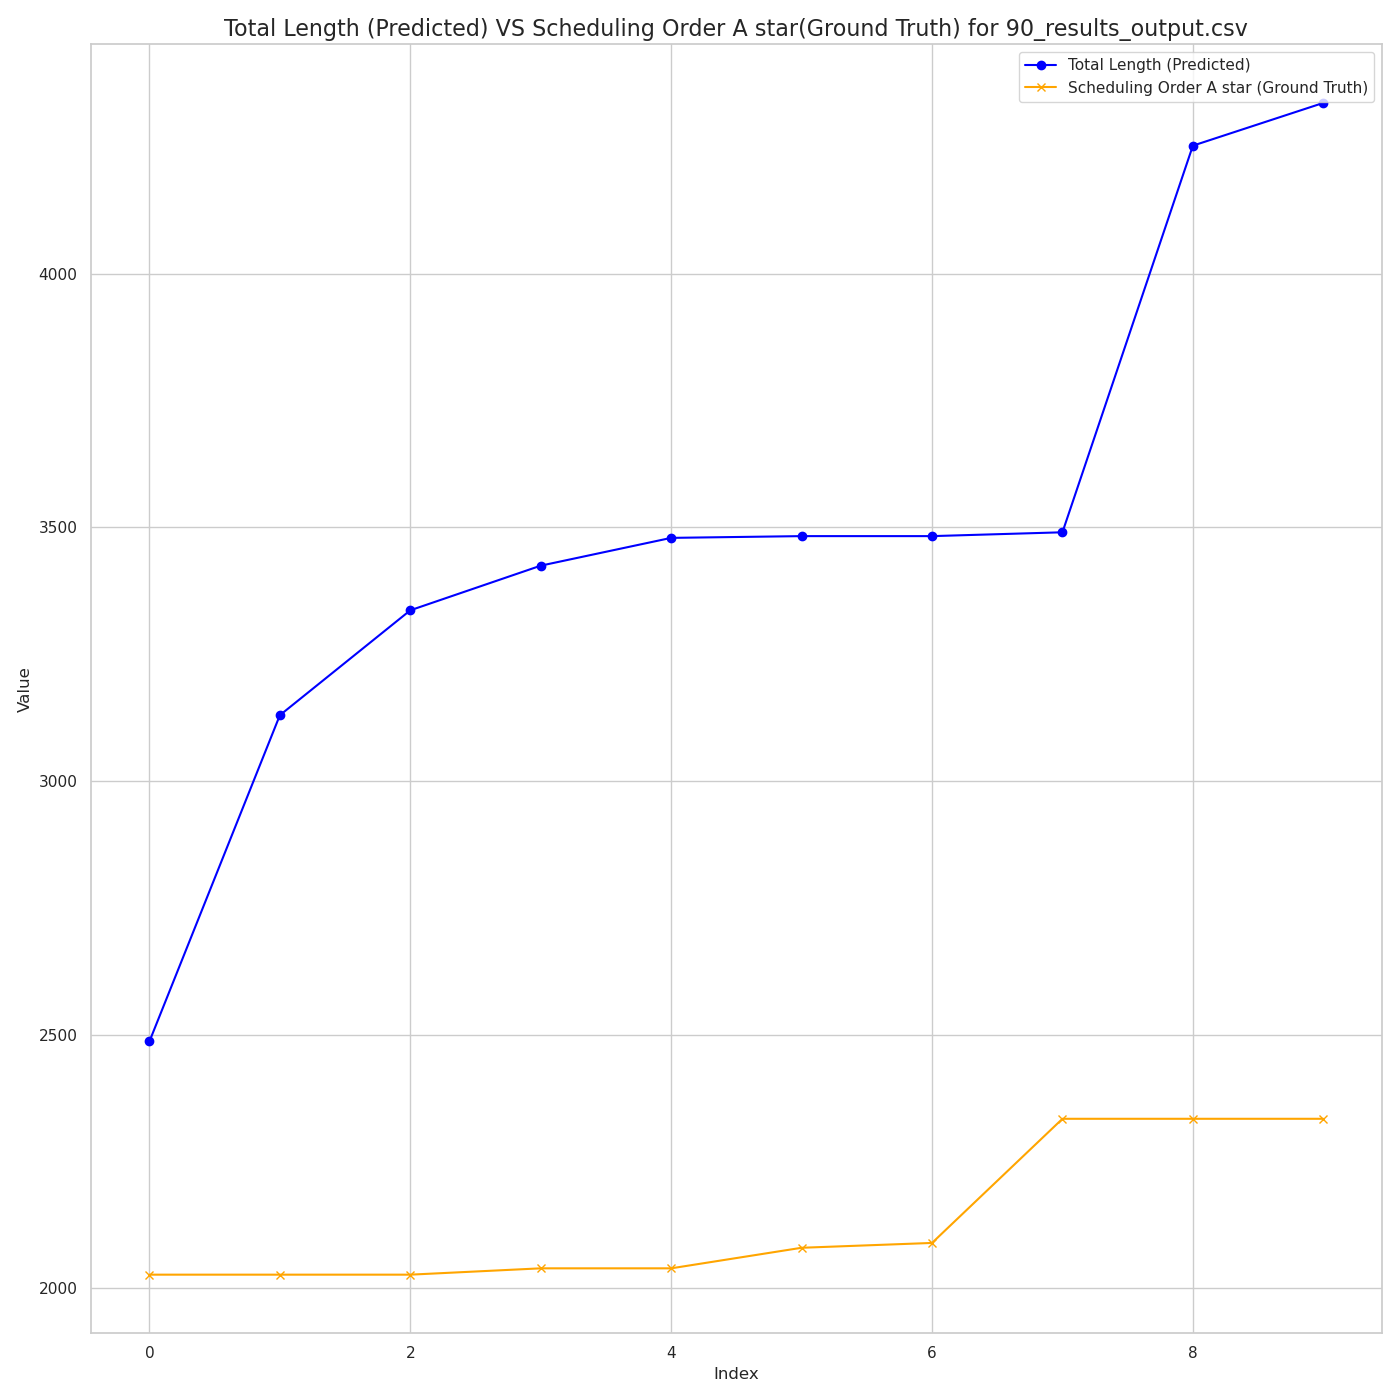 Total Length (Predicted) VS Scheduling Order A star(Ground Truth) for 90_results_output.csv
Total Length (Predicted)
Scheduling Order A star (Ground Truth)
4000
3500
3000
2500
2000
Value
0 2 4 6 8
Index